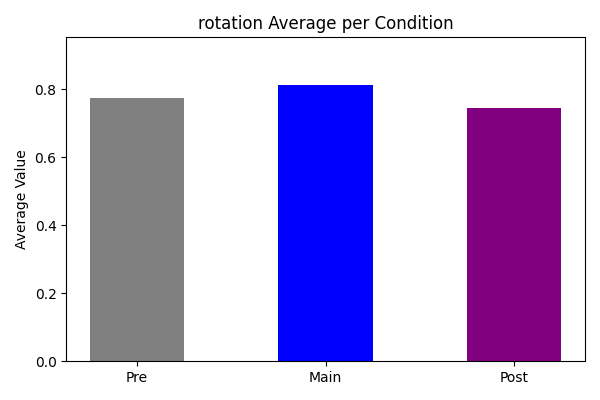 rotation Average per Condition
Average Value
0.8
0.6
0.4
0.2
0.0
Pre
Main
Post